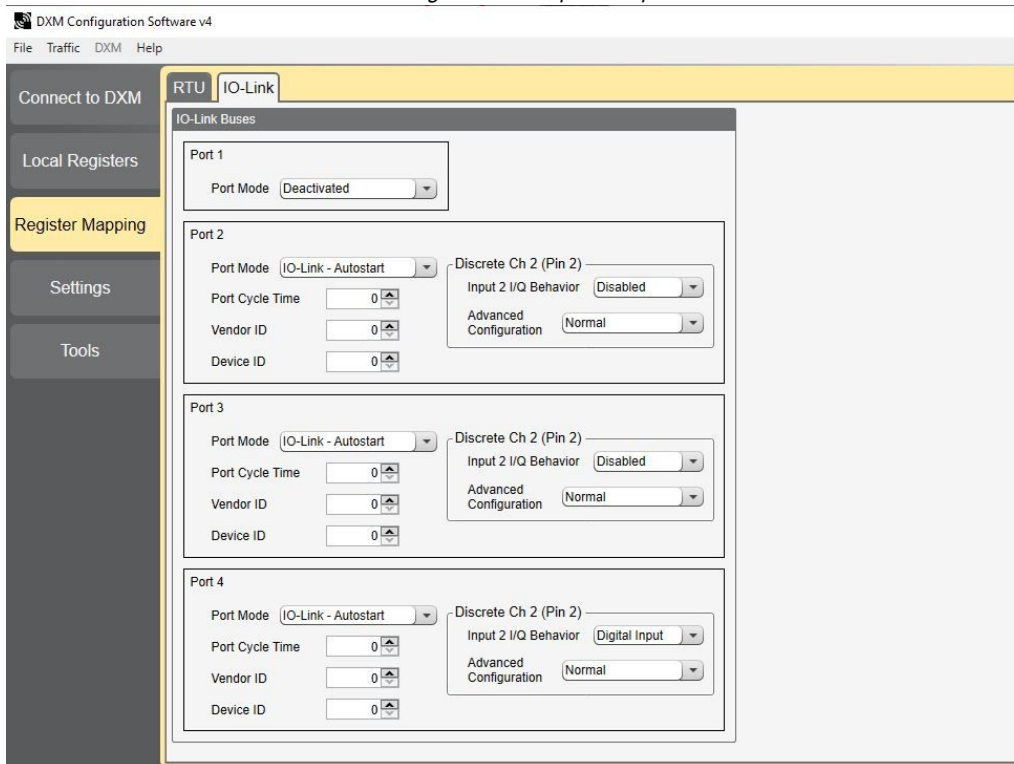 DXM Configuration Software v4
File Traffic DXM Help
Connect to DXM
Local Registers
Register Mapping
Settings
Tools
RTU IO-Link
IO-Link Buses
Port 1
Port Mode Deactivated
Port 2
Port Mode IO-Link - Autostart
Port Cycle Time 0
Vendor ID 0
Device ID 0
Discrete Ch 2 (Pin 2)
Input 2 I/Q Behavior Disabled
Advanced
Configuration Normal
Port 3
Port Mode IO-Link - Autostart
Port Cycle Time 0
Vendor ID 0
Device ID 0
Discrete Ch 2 (Pin 2)
Input 2 I/Q Behavior Disabled
Advanced
Configuration Normal
Port 4
Port Mode IO-Link - Autostart
Port Cycle Time 0
Vendor ID 0
Device ID 0
Discrete Ch 2 (Pin 2)
Input 2 I/Q Behavior Digital Input
Advanced
Configuration Normal